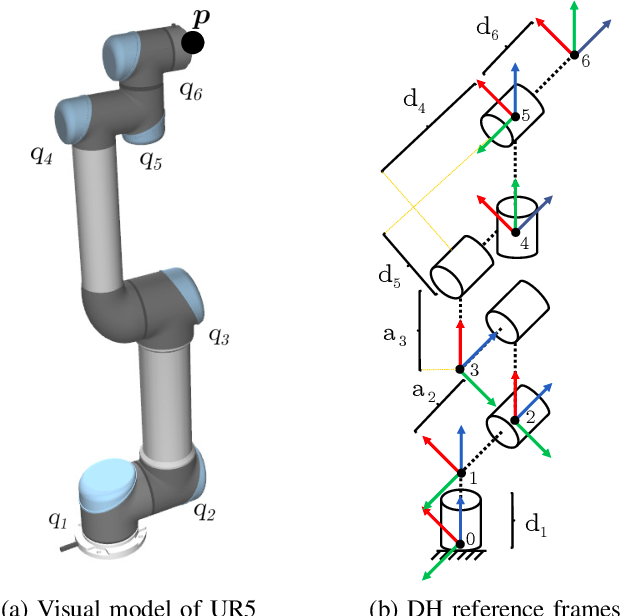 p
q6
q4
q5
q3
q1
q2
(a) Visual model of UR5
d6
6
d4
5
4
d5
a3
3
a2
2
1
d1
0
(b) DH reference frames